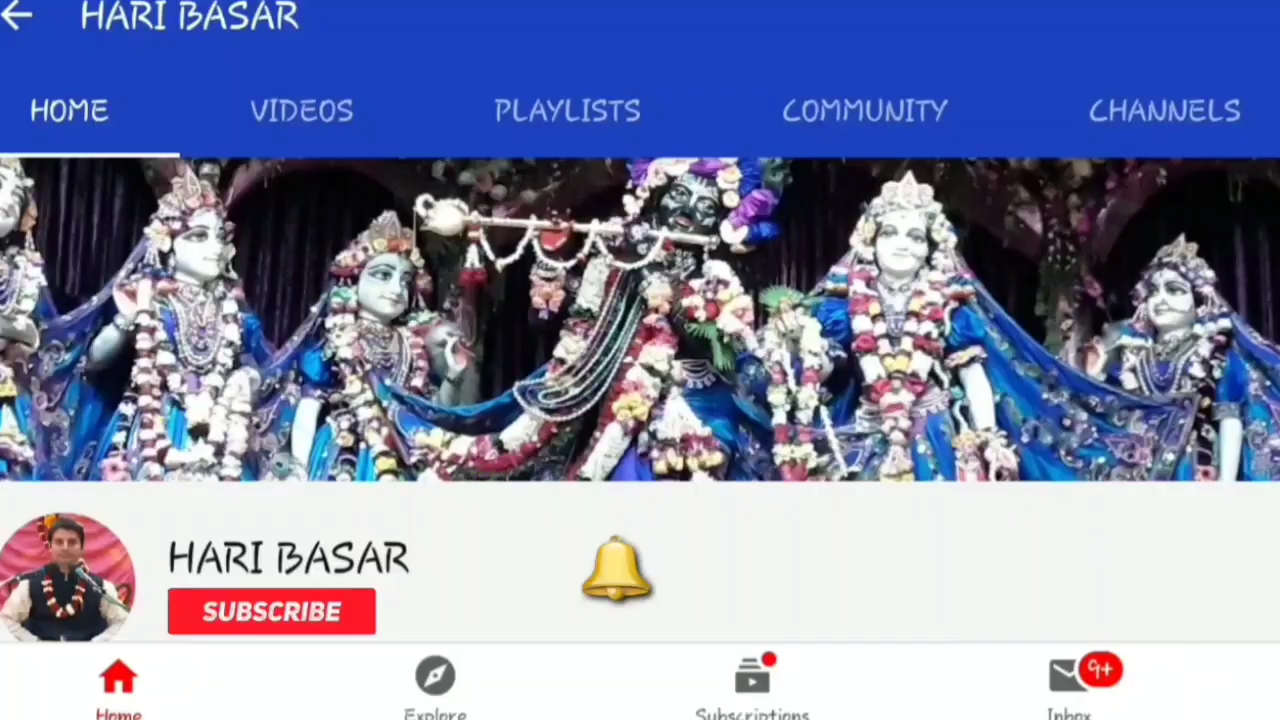 HARI BASAR
HOME VIDEOS PLAYLISTS COMMUNITY CHANNELS
HARI BASAR
SUBSCRIBE
9+
Home Explore Subscriptions Inbox